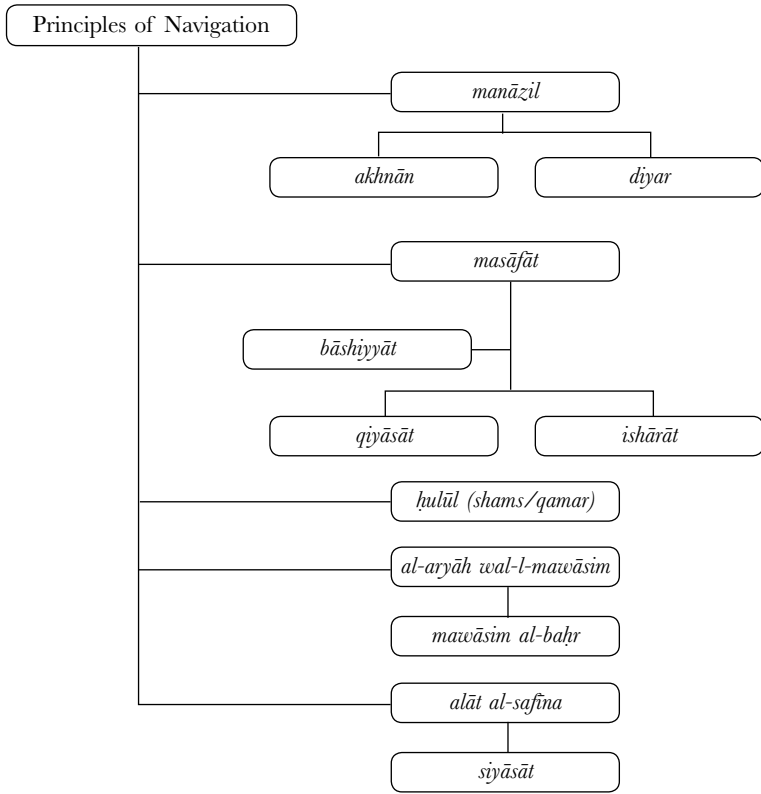 Principles of Navigation
manāzil
akhnān
diyar
masāfāt
bāshiyyāt
qiyāsāt
ishārāt
ḥulūl (shams/qamar)
al-aryāh wal-l-mawāsim
mawāsim al-baḥr
alāt al-safīna
siyāsāt